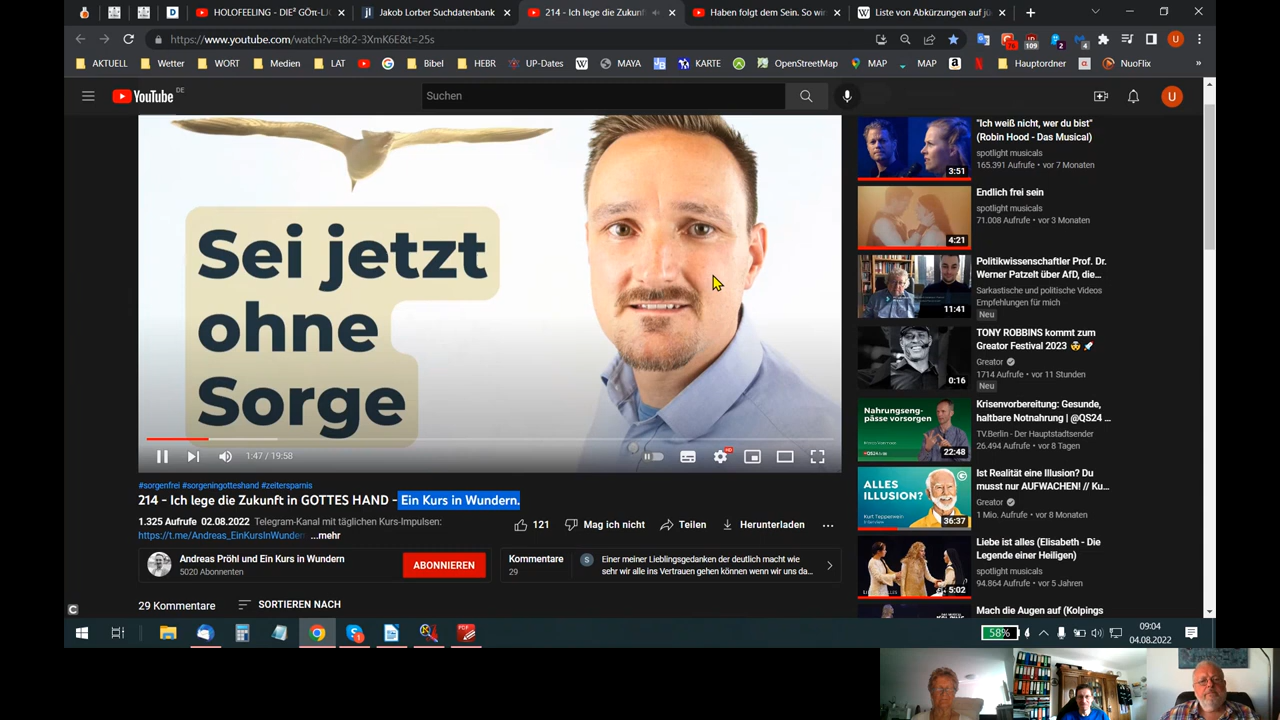 HOLOFEELING - DIE² GÖπ-LIC
Jakob Lorber Suchdatenbank
214 - Ich lege die Zukunf
Haben folgt dem Sein. So wir
Liste von Abkürzungen auf jü
https://www.youtube.com/watch?v=t8r2-3XmK6E&t=25s
76
109
2
4
U
AKTUELL
Wetter
WORT
Medien
LAT
Bibel
HEBR
UP-Dates
MAYA
KARTE
OpenStreetMap
MAP
MAP
Hauptordner
NuoFlix
»
YouTube DE
Suchen
U
Sei jetzt
ohne
Sorge
1:47 / 19:58
HD
#sorgenfrei #sorgeningotteshand #zeitersparnis
214 - Ich lege die Zukunft in GOTTES HAND - Ein Kurs in Wundern.
02.08.2022 Telegram-Kanal mit täglichen Kurs-Impulsen:
https://t.me/Andreas_EinKursInWundern ...mehr
121
Mag ich nicht
Teilen
Herunterladen
Andreas Pröhl und Ein Kurs in Wundern
5020 Abonnenten
ABONNIEREN
Kommentare
29
S
Einer meiner Lieblingsgedanken der deutlich macht wie
sehr wir alle ins Vertrauen gehen können wenn wir uns da...
29 Kommentare
SORTIEREN NACH
3:51
"Ich weiß nicht, wer du bist"
(Robin Hood - Das Musical)
spotlight musicals
165.391 Aufrufe • vor 7 Monaten
4:21
Endlich frei sein
spotlight musicals
71.008 Aufrufe • vor 3 Monaten
11:41
Politikwissenschaftler Prof. Dr.
Werner Patzelt über AfD, die...
Sarkastische und politische Videos
Empfehlungen für mich
Neu
0:16
TONY ROBBINS kommt zum
Greator Festival 2023 🤯 🚀
Greator
1714 Aufrufe • vor 11 Stunden
Neu
Nahrungseng-
pässe vorsorgen
22:48
Krisenvorbereitung: Gesunde,
haltbare Notnahrung | @QS24 ...
TV.Berlin - Der Hauptstadtsender
26.494 Aufrufe • vor 8 Tagen
ALLES
ILLUSION?
Kurt Tepperwein
36:37
Ist Realität eine Illusion? Du
musst nur AUFWACHEN! // Ku...
Greator
1 Mio. Aufrufe • vor 8 Monaten
5:02
Liebe ist alles (Elisabeth - Die
Legende einer Heiligen)
spotlight musicals
94.864 Aufrufe • vor 5 Jahren
Mach die Augen auf (Kolpings
58%
09:04
04.08.2022